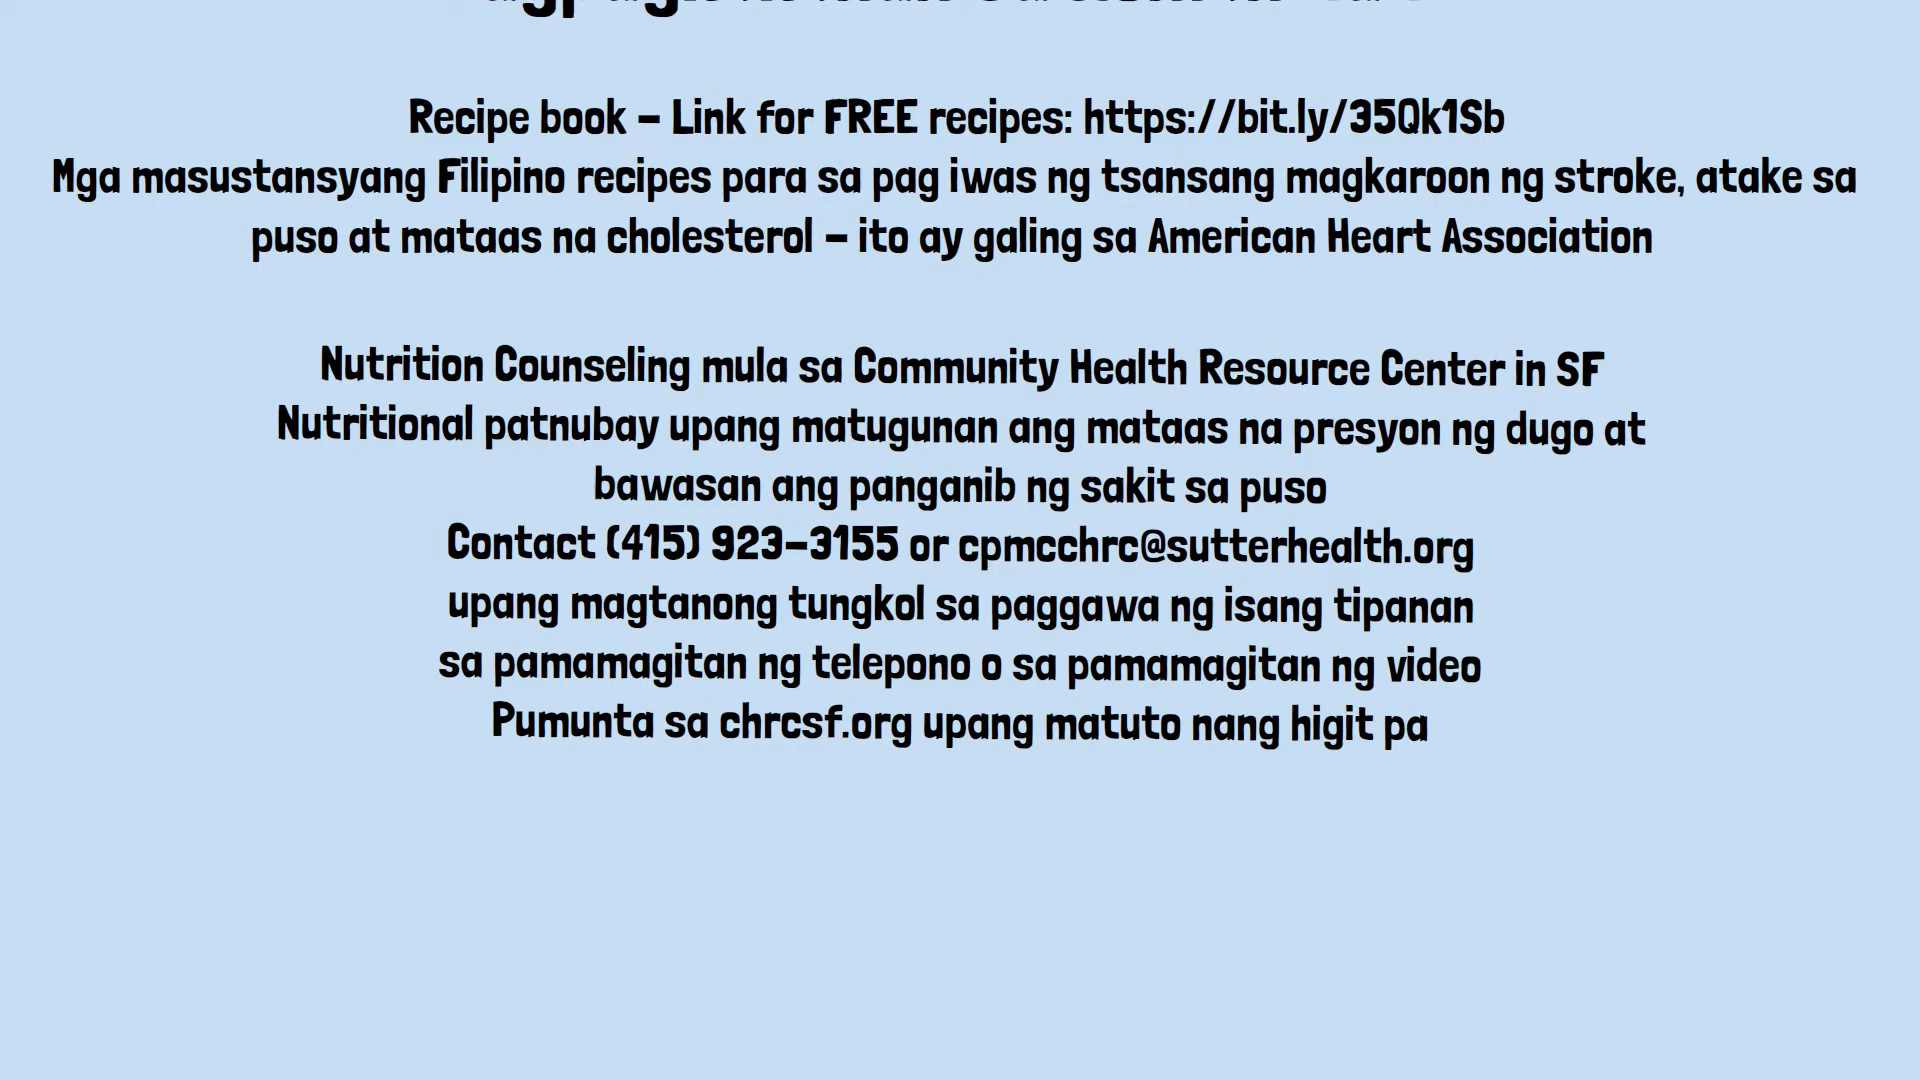 Recipe book – Link for FREE recipes: https://bit.ly/35Qk1Sb
Mga masustansyang Filipino recipes para sa pag iwas ng tsansang magkaroon ng stroke, atake sa
puso at mataas na cholesterol – ito ay galing sa American Heart Association
Nutrition Counseling mula sa Community Health Resource Center in SF
Nutritional patnubay upang matugunan ang mataas na presyon ng dugo at
bawasan ang panganib ng sakit sa puso
Contact (415) 923-3155 or cpmcchrc@sutterhealth.org
upang magtanong tungkol sa paggawa ng isang tipanan
sa pamamagitan ng telepono o sa pamamagitan ng video
Pumunta sa chrcsf.org upang matuto nang higit pa